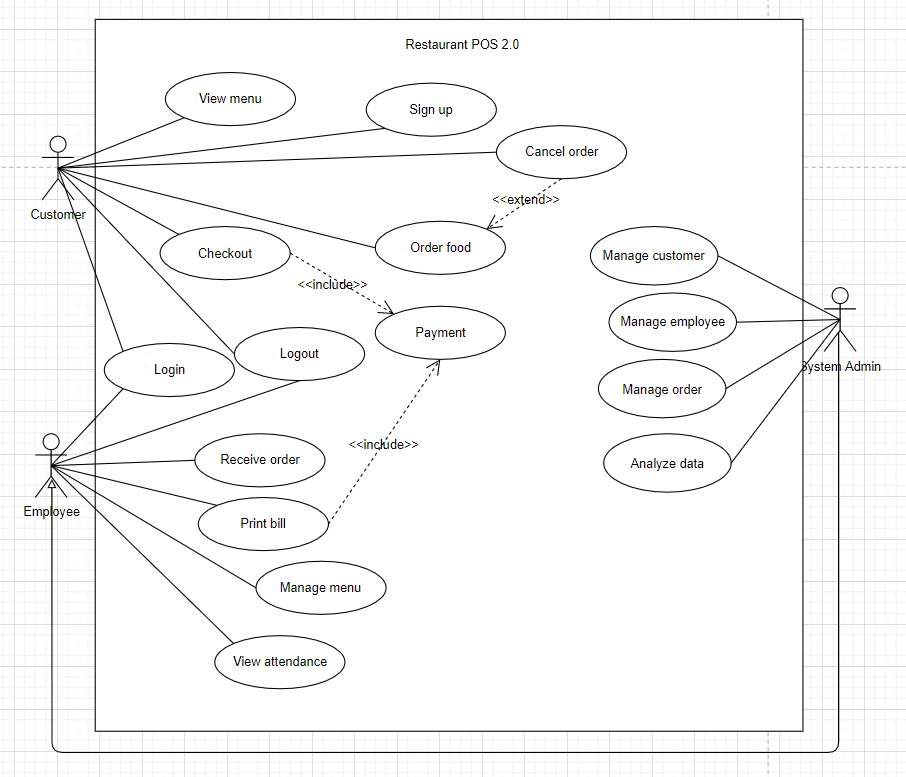 Restaurant POS 2.0
View menu
Sign up
Cancel order
<<extend>>
Customer
Checkout
Order food
Manage customer
<<include>>
Manage employee
Payment
Logout
Login
System Admin
Manage order
<<include>>
Receive order
Analyze data
Employee
Print bill
Manage menu
View attendance